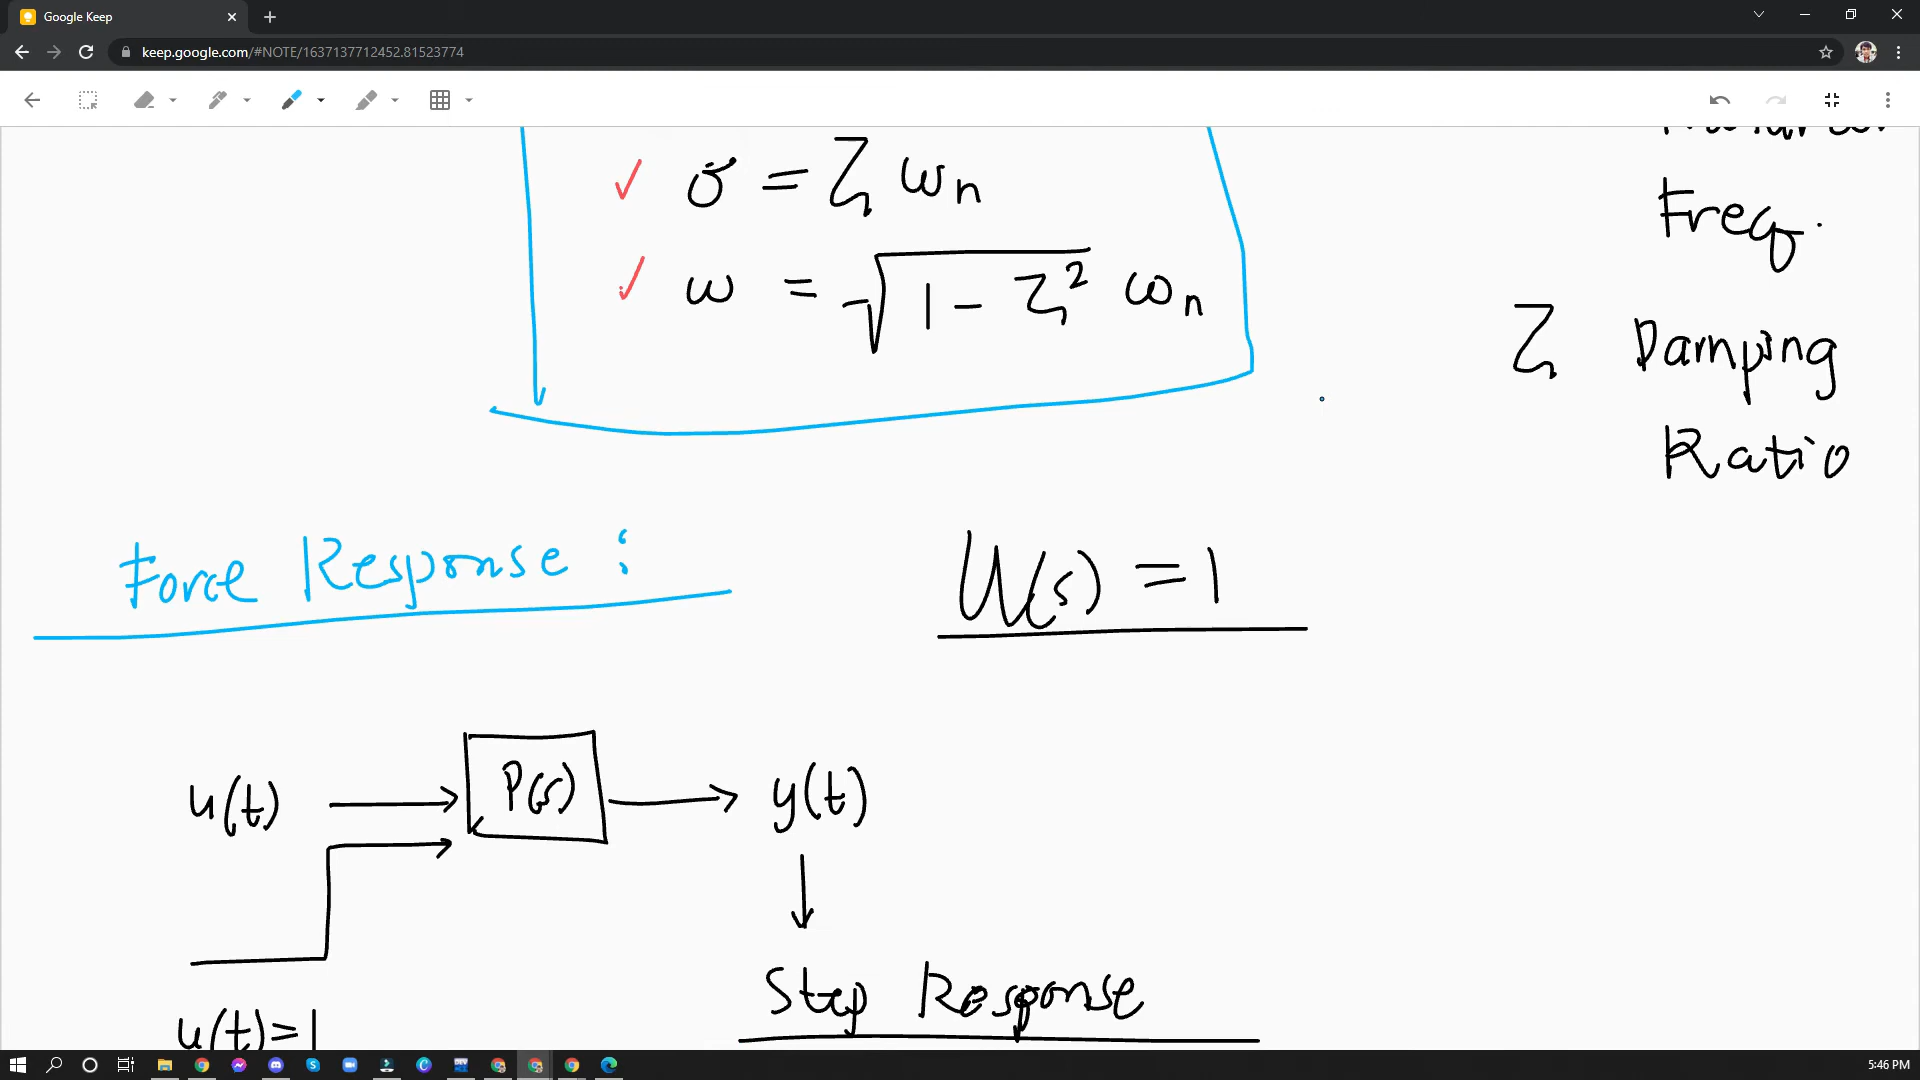 Google Keep
keep.google.com/#NOTE/1637137712452.81523774
✓ σ = ζ ωn
Freq.
✓ ω = √(1 - ζ²) ωn
ζ Damping
Ratio
Force Response :
U(s) = 1
u(t) → P(s) → y(t)
Step Response
u(t)=1
5:46 PM